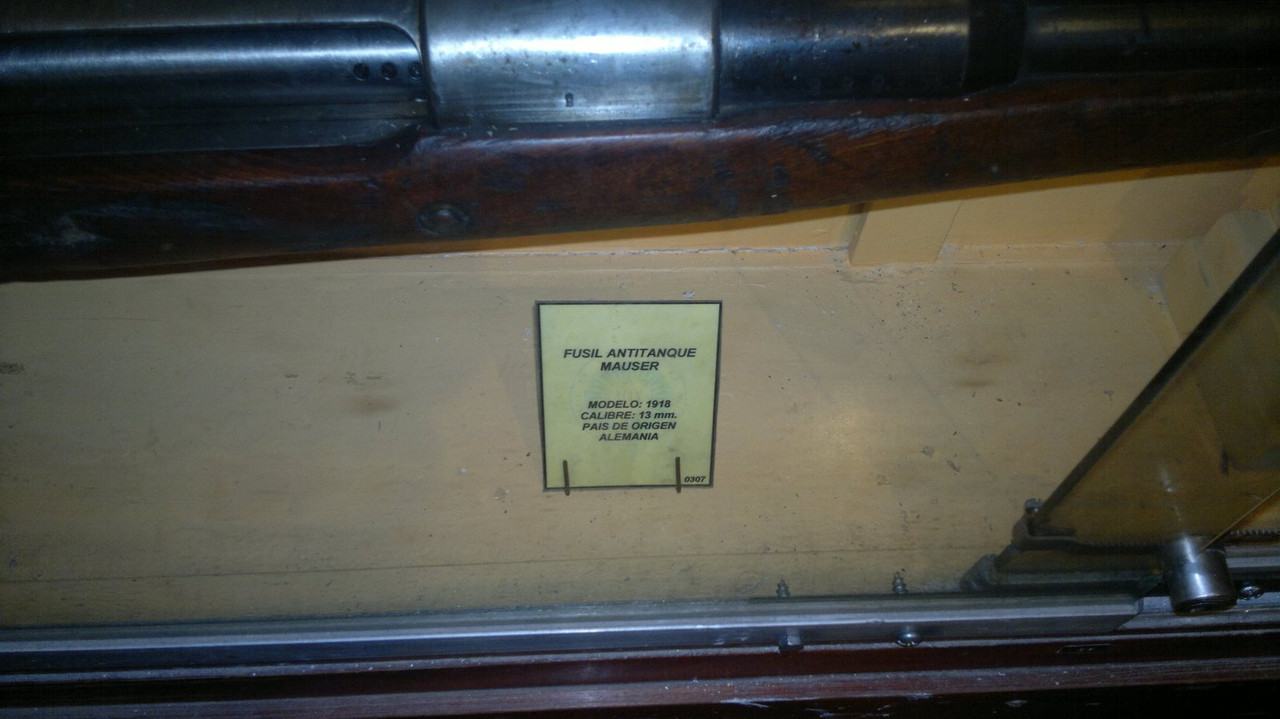 FUSIL ANTITANQUE
MAUSER
MODELO: 1918
CALIBRE: 13 mm.
PAIS DE ORIGEN
ALEMANIA
0307